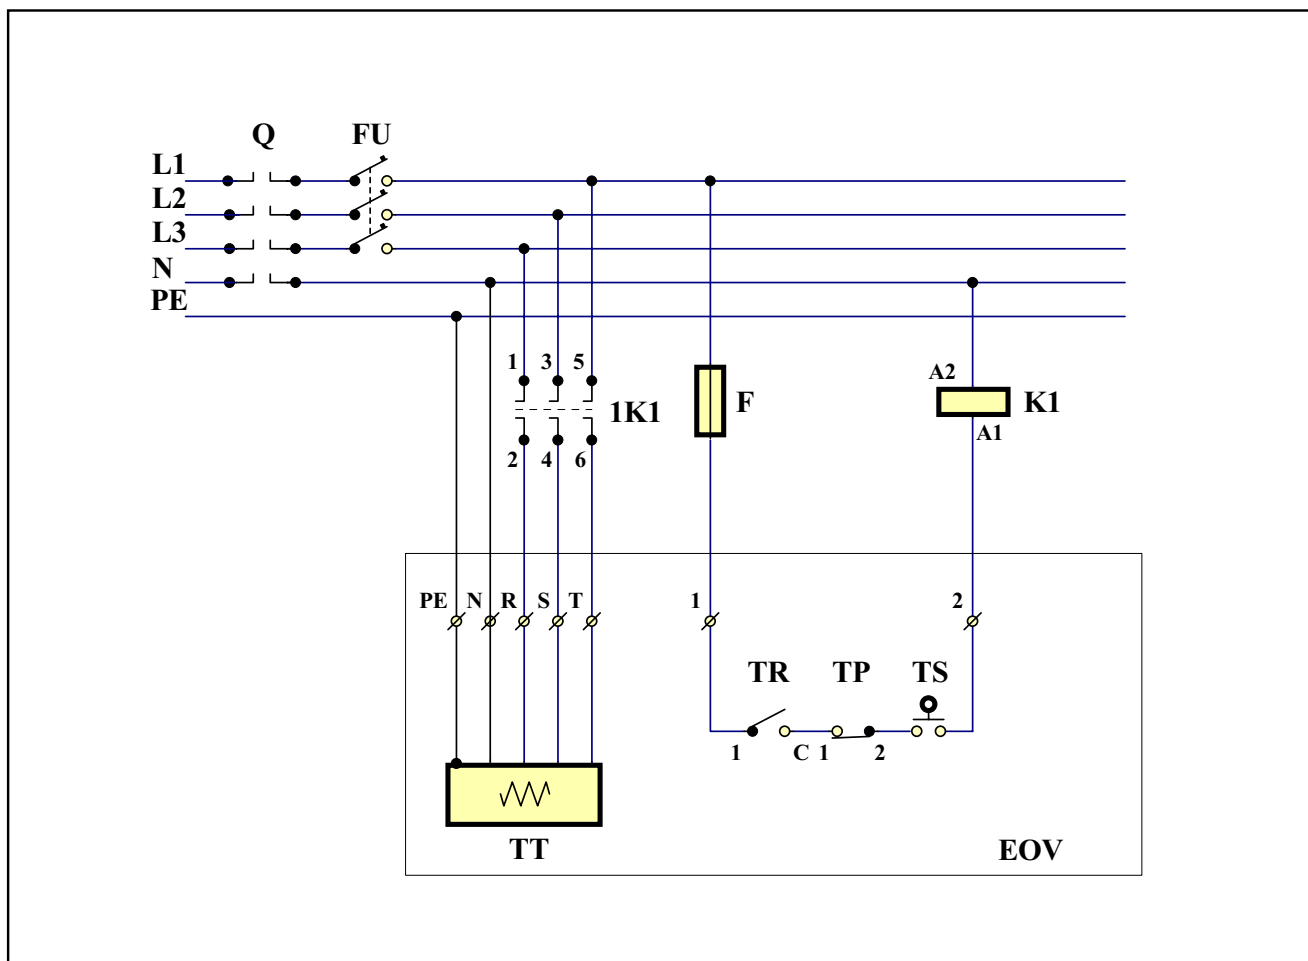 Q FU
L1
L2
L3
N
PE
1 3 5
A2
1K1 F K1
A1
2 4 6
PE N R S T 1 2
TR TP TS
1 C 1 2
TT EOV